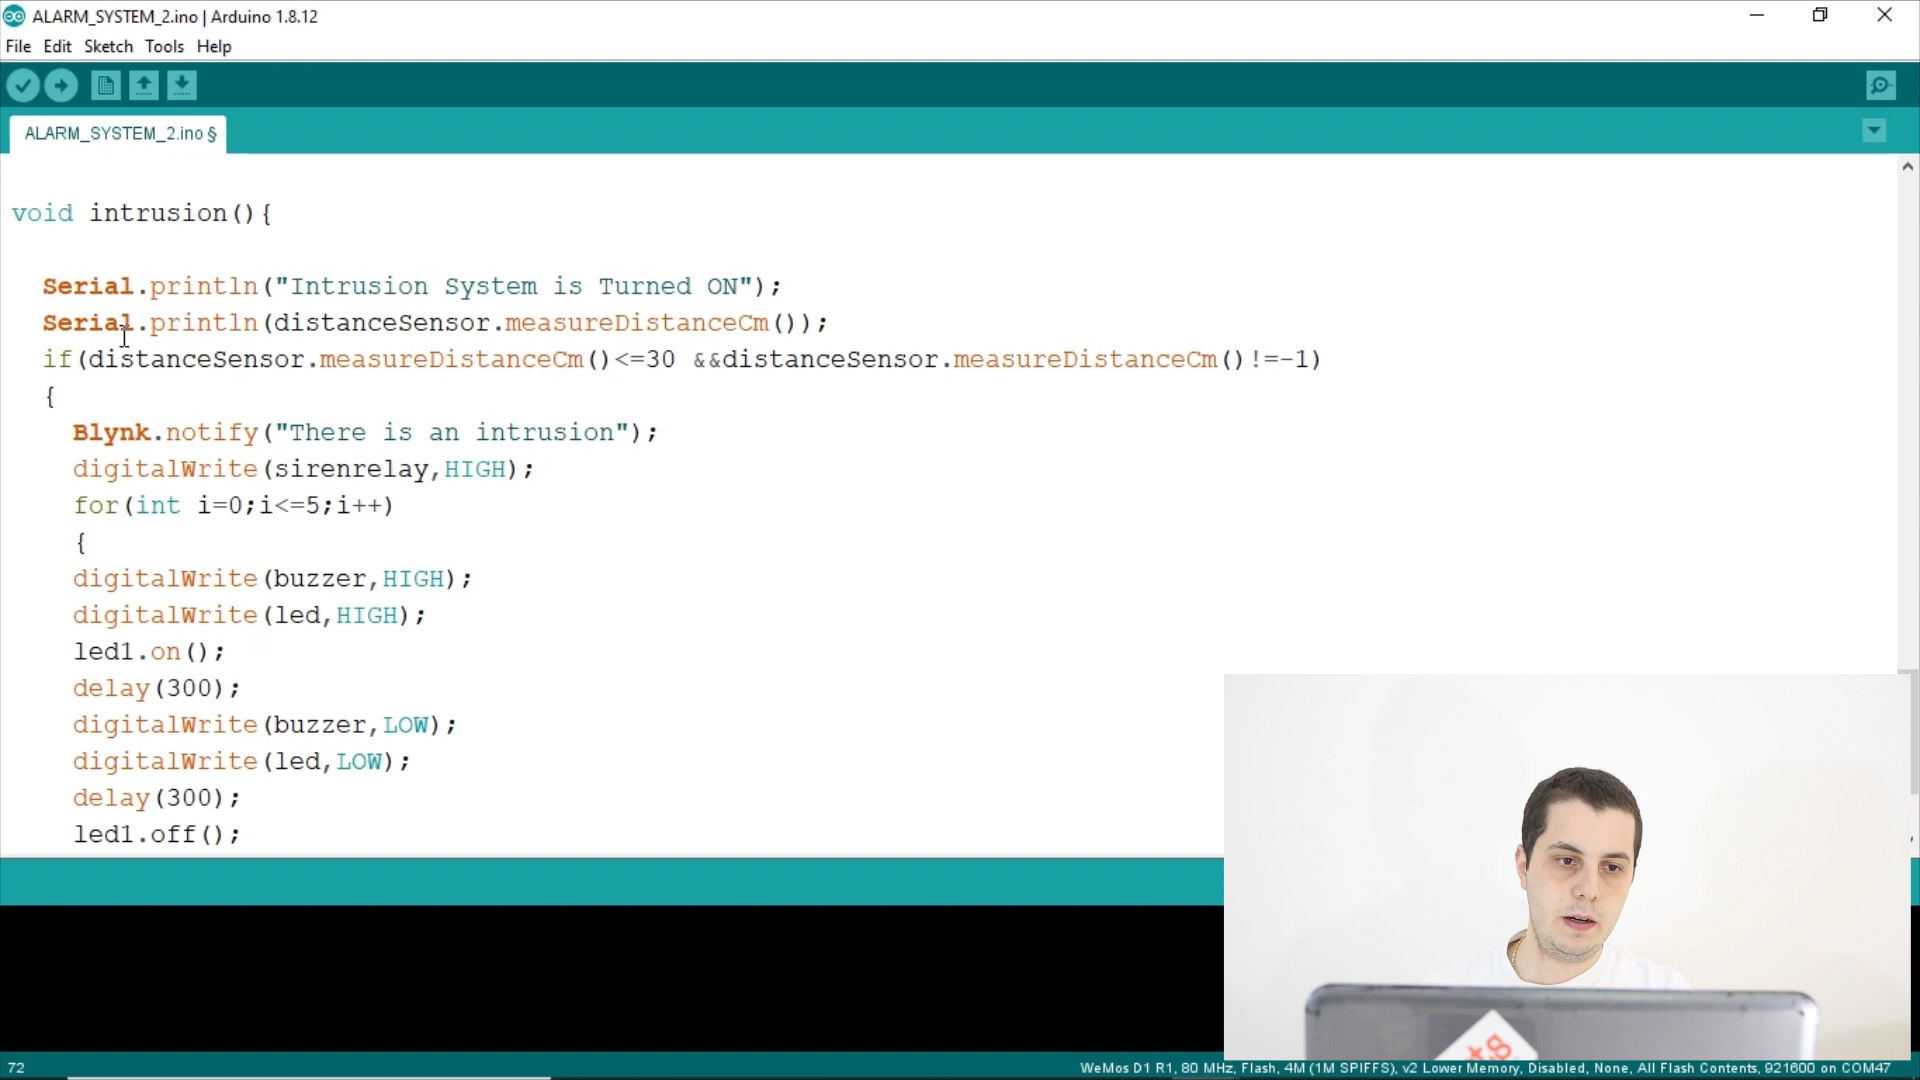 ALARM_SYSTEM_2.ino | Arduino 1.8.12
File Edit Sketch Tools Help
ALARM_SYSTEM_2.ino §
void intrusion(){
Serial.println("Intrusion System is Turned ON");
Serial.println(distanceSensor.measureDistanceCm());
if(distanceSensor.measureDistanceCm()<=30 &&distanceSensor.measureDistanceCm()!=-1)
{
Blynk.notify("There is an intrusion");
digitalWrite(sirenrelay,HIGH);
for(int i=0;i<=5;i++)
{
digitalWrite(buzzer,HIGH);
digitalWrite(led,HIGH);
led1.on();
delay(300);
digitalWrite(buzzer,LOW);
digitalWrite(led,LOW);
delay(300);
led1.off();
72
WeMos D1 R1, 80 MHz, Flash, 4M (1M SPIFFS), v2 Lower Memory, Disabled, None, All Flash Contents, 921600 on COM47